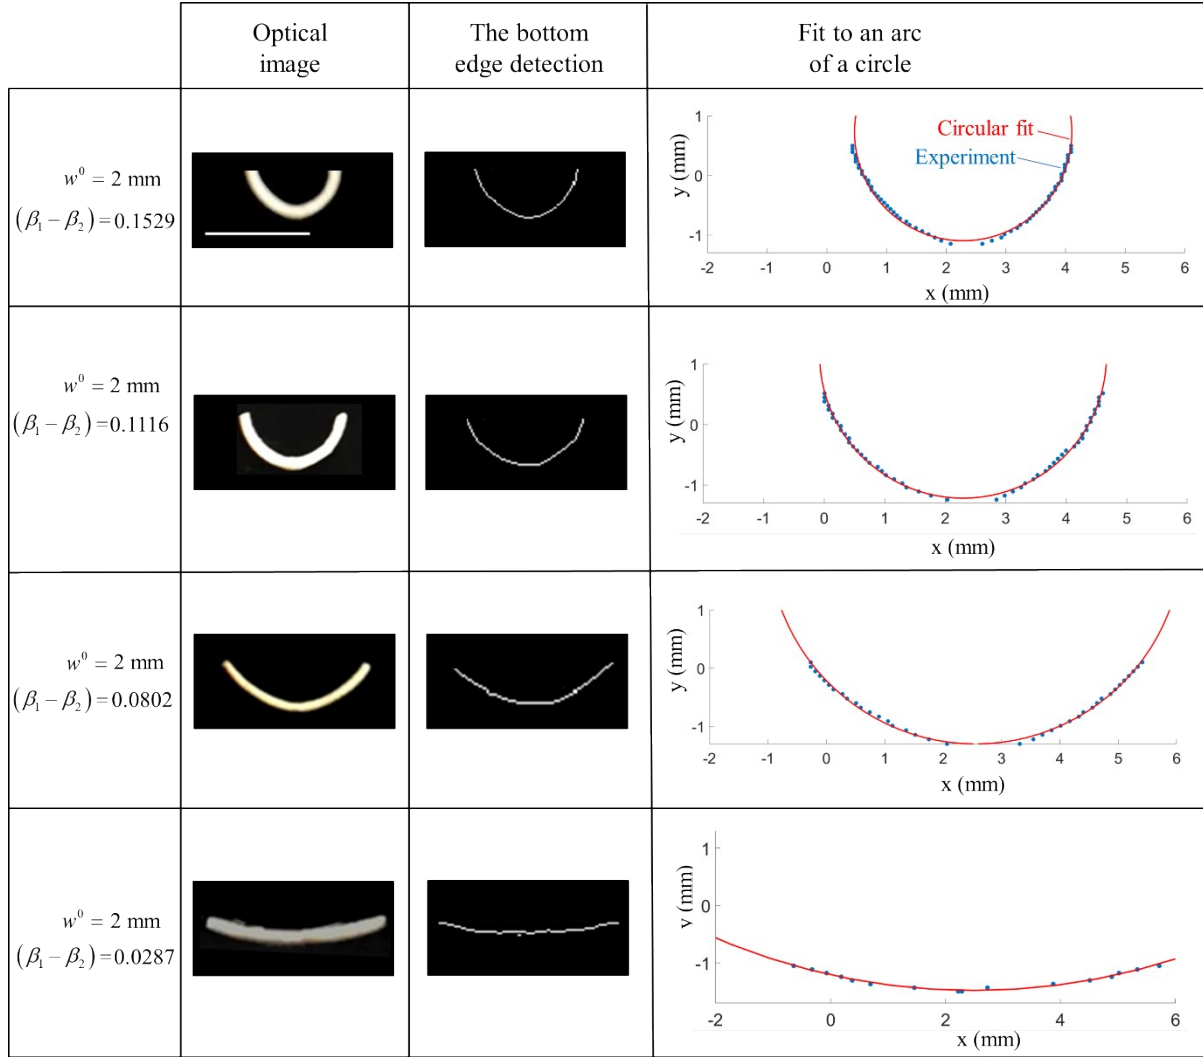 Optical
image
The bottom
edge detection
Fit to an arc
of a circle
w⁰ = 2 mm
(β₁ − β₂) = 0.1529
1
0
-1
y (mm)
Circular fit
Experiment
-2 -1 0 1 2 3 4 5 6
x (mm)
w⁰ = 2 mm
(β₁ − β₂) = 0.1116
1
0
-1
y (mm)
-2 -1 0 1 2 3 4 5 6
x (mm)
w⁰ = 2 mm
(β₁ − β₂) = 0.0802
1
0
-1
y (mm)
-2 -1 0 1 2 3 4 5 6
x (mm)
w⁰ = 2 mm
(β₁ − β₂) = 0.0287
1
0
-1
y (mm)
-2 0 2 4 6
x (mm)